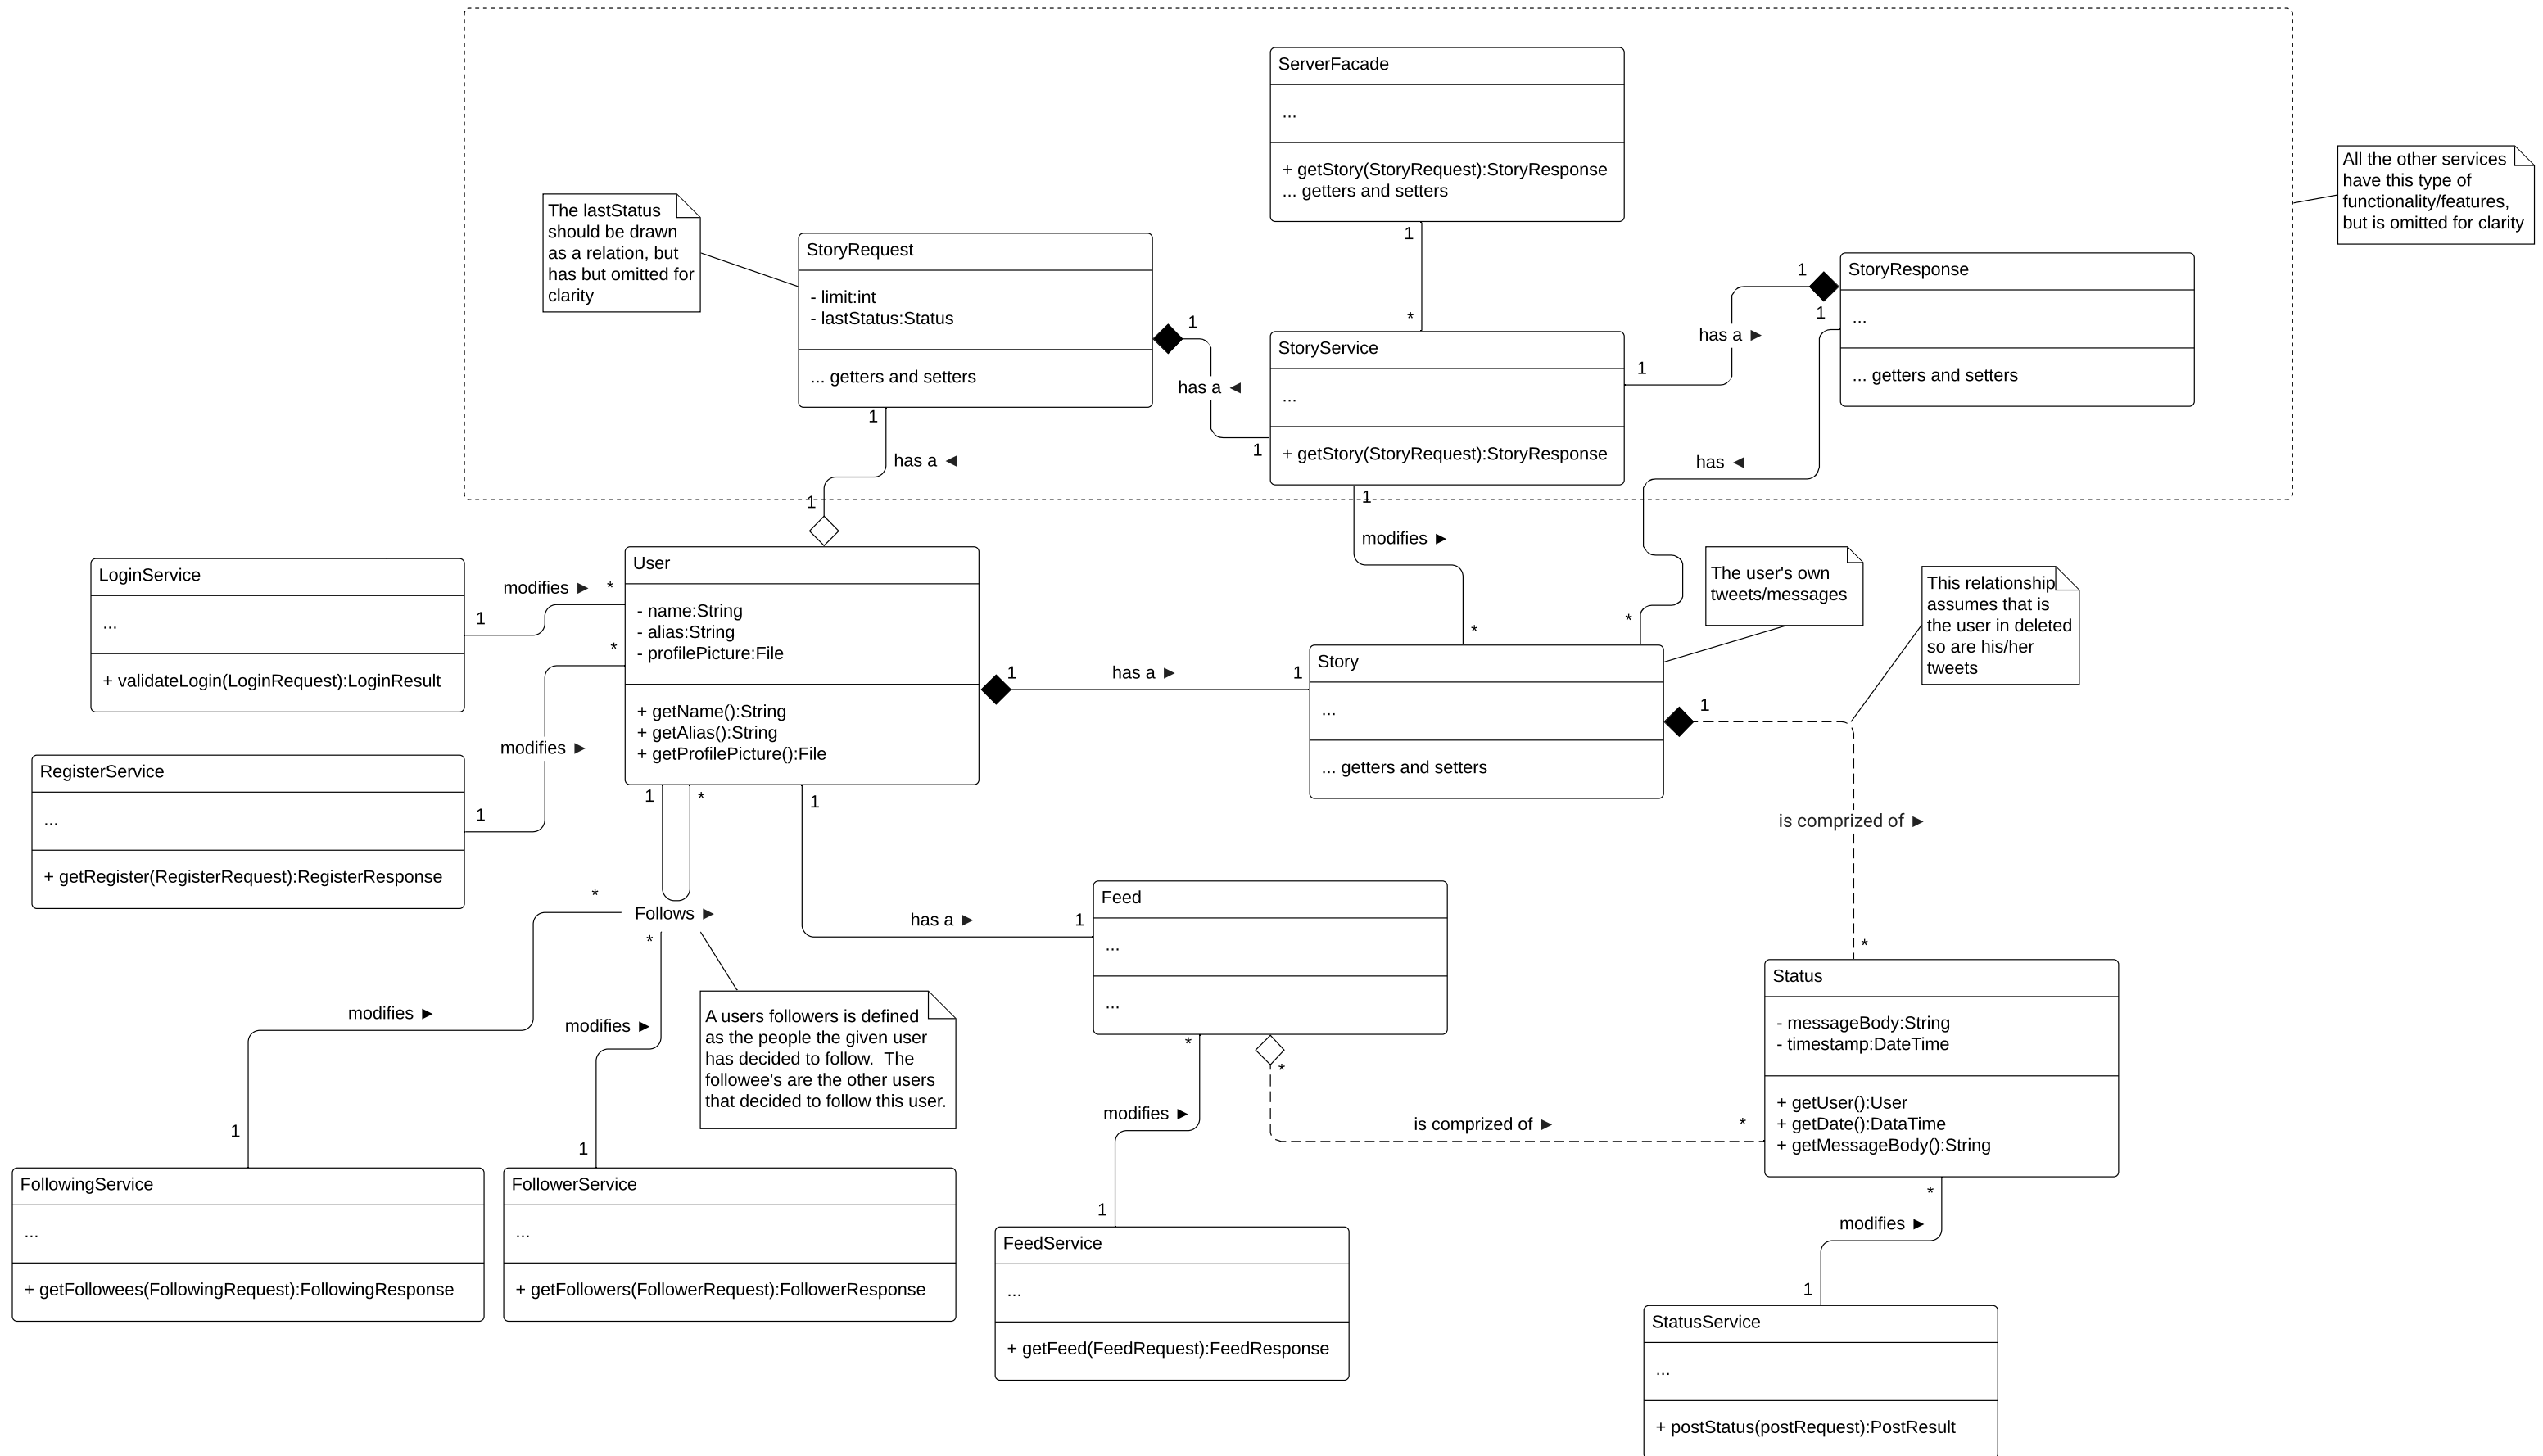 ServerFacade
...
+ getStory(StoryRequest):StoryResponse
... getters and setters
All the other services
have this type of
functionality/features,
but is omitted for clarity
The lastStatus
should be drawn
as a relation, but
has but omitted for
clarity
StoryRequest
- limit:int
- lastStatus:Status
... getters and setters
1
*
1
has a ◄
1
StoryService
...
+ getStory(StoryRequest):StoryResponse
1
has a ►
1
StoryResponse
...
... getters and setters
1
has ◄
*
1
has a ◄
1
1
modifies ►
*
LoginService
...
+ validateLogin(LoginRequest):LoginResult
1
modifies ►
*
User
- name:String
- alias:String
- profilePicture:File
+ getName():String
+ getAlias():String
+ getProfilePicture():File
*
modifies ►
1
RegisterService
...
+ getRegister(RegisterRequest):RegisterResponse
1
has a ►
1
Story
...
... getters and setters
The user's own
tweets/messages
This relationship
assumes that is
the user in deleted
so are his/her
tweets
1
is comprized of ►
*
1
*
Follows ►
1
has a ►
1
Feed
...
...
*
modifies ►
1
*
modifies ►
1
A users followers is defined
as the people the given user
has decided to follow.  The
followee's are the other users
that decided to follow this user.
*
modifies ►
1
*
is comprized of ►
*
Status
- messageBody:String
- timestamp:DateTime
+ getUser():User
+ getDate():DataTime
+ getMessageBody():String
*
modifies ►
1
FollowingService
...
+ getFollowees(FollowingRequest):FollowingResponse
FollowerService
...
+ getFollowers(FollowerRequest):FollowerResponse
FeedService
...
+ getFeed(FeedRequest):FeedResponse
StatusService
...
+ postStatus(postRequest):PostResult